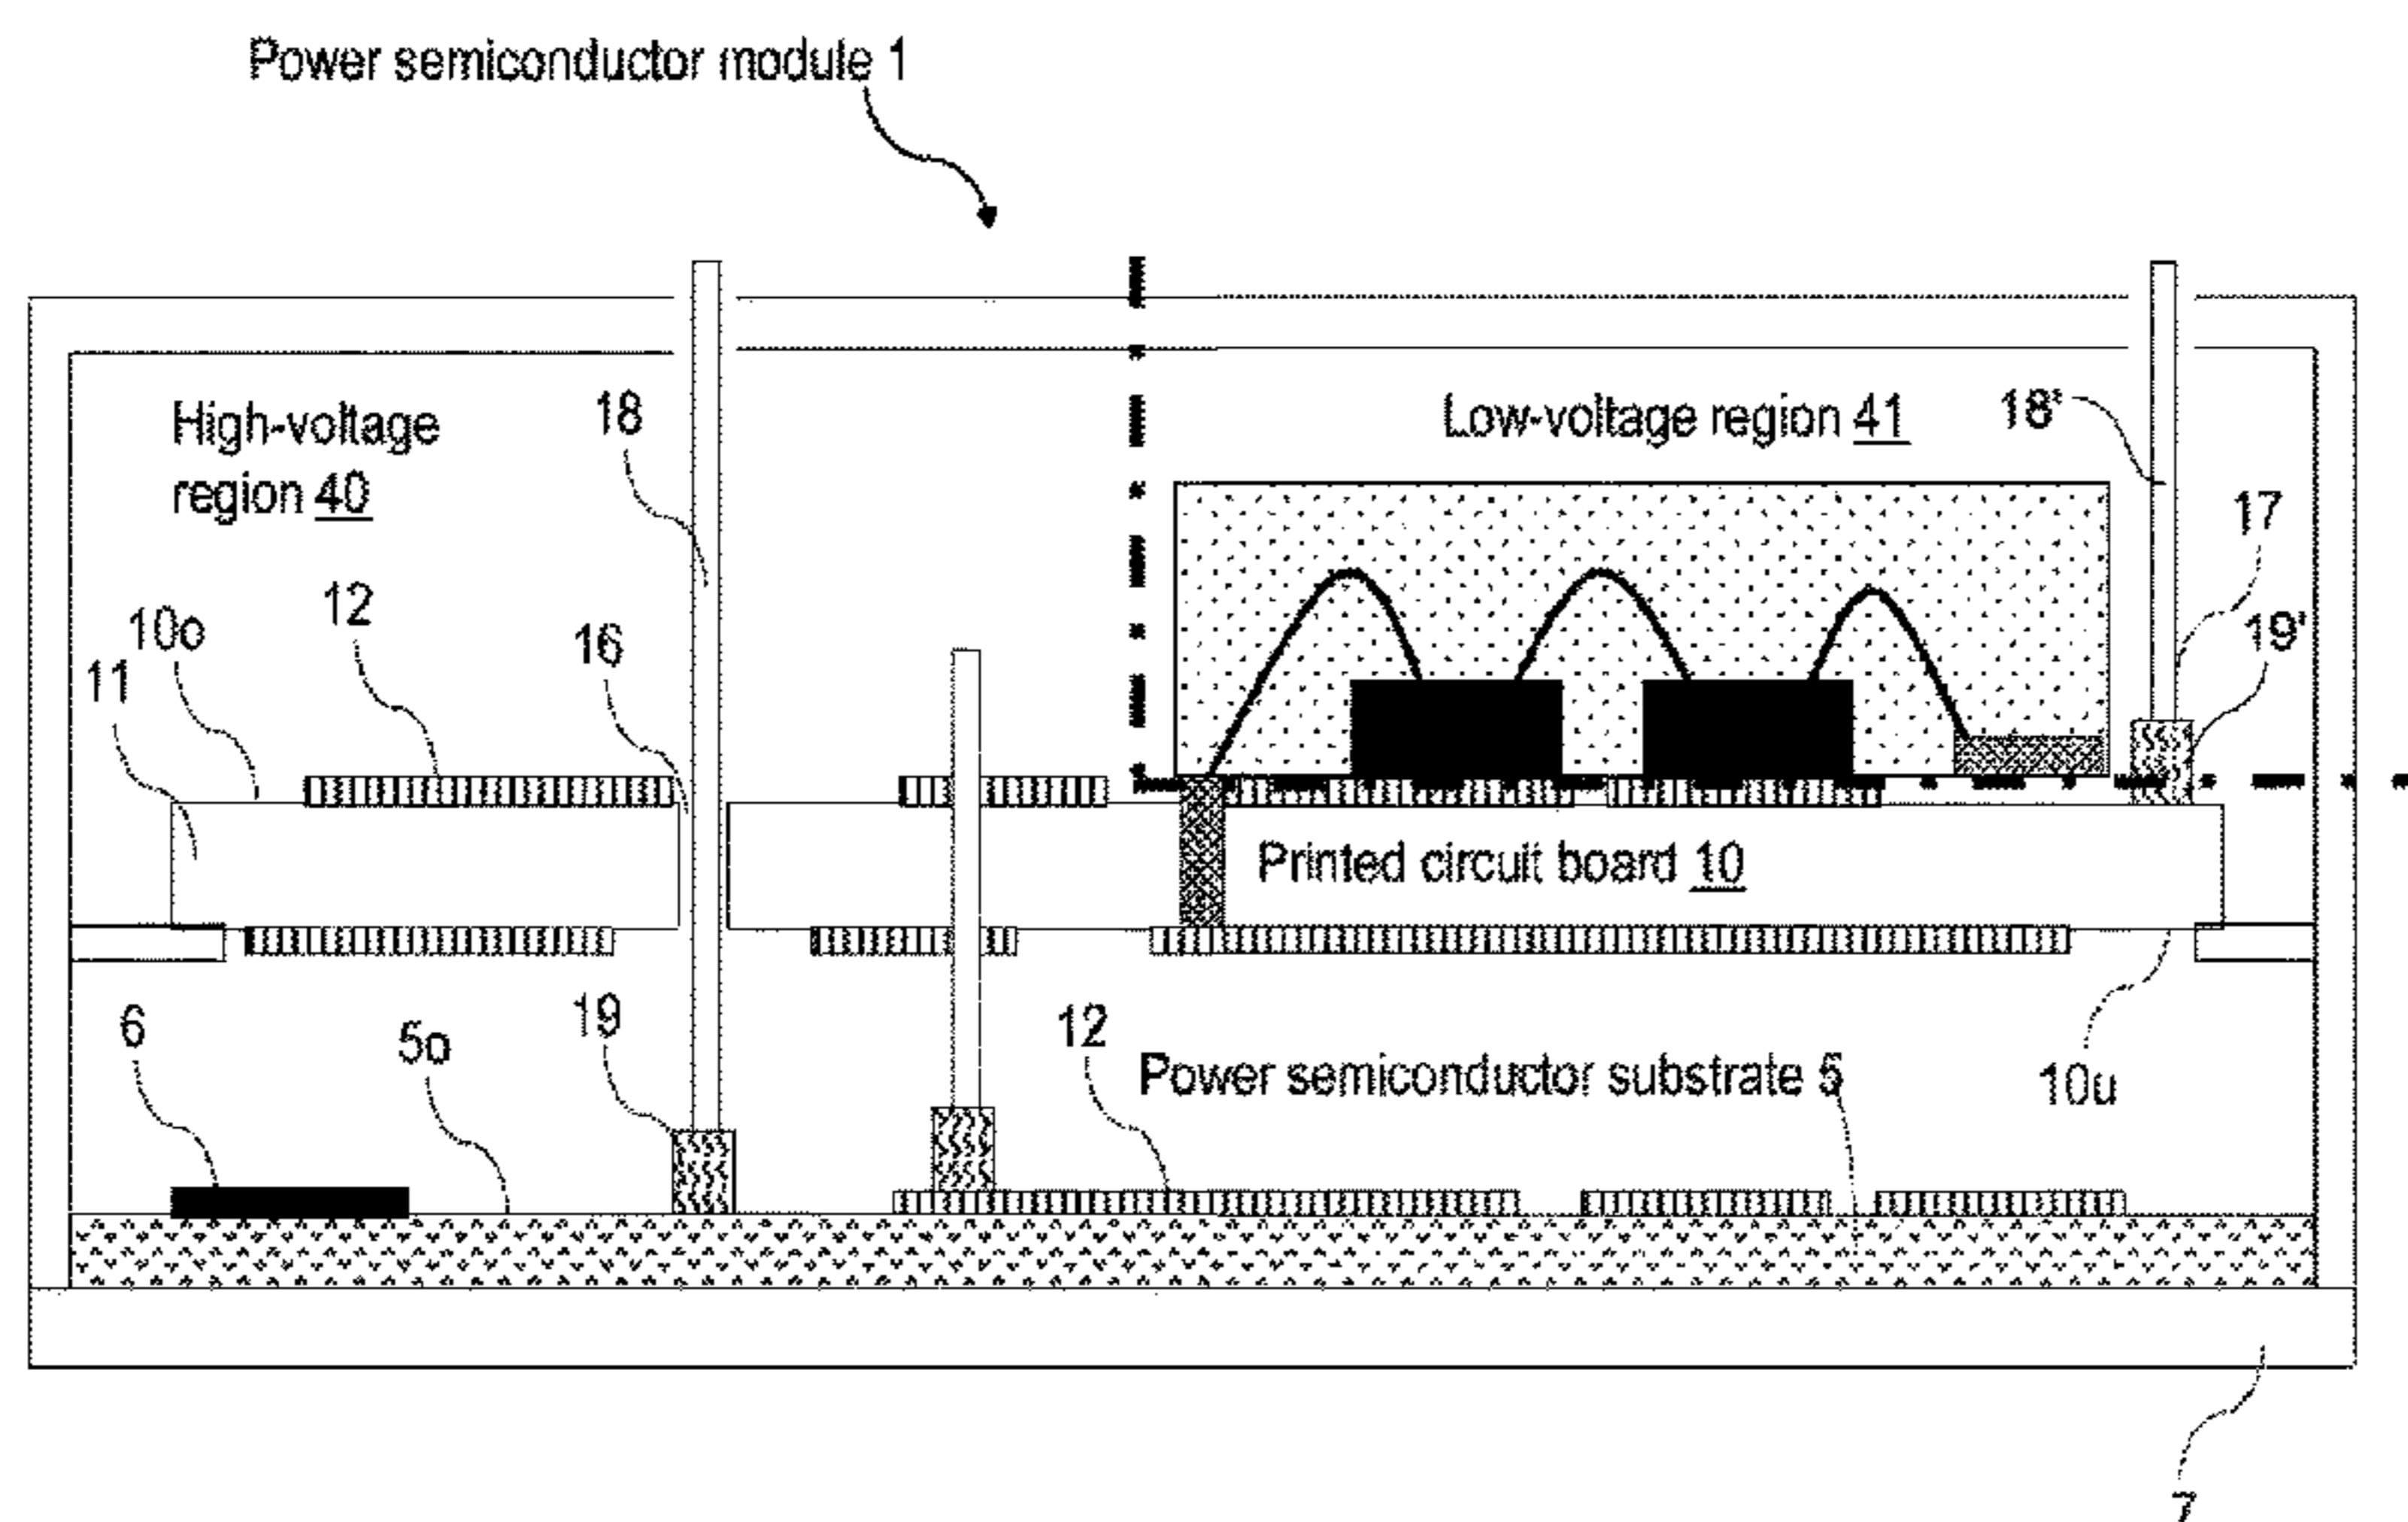 Power semiconductor module 1
High-voltage
region 40
18
Low-voltage region 41
18'
17
12
10o
16
19'
11
Printed circuit board 10
6
5o
19
12
Power semiconductor substrate 5
10u
7